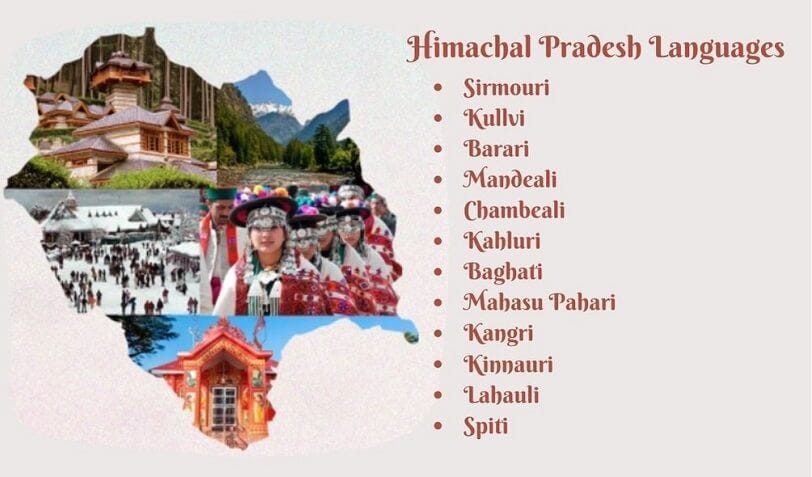 Himachal Pradesh Languages
• Sirmouri
• Kullvi
• Barari
• Mandeali
• Chambeali
• Kahluri
• Baghati
• Mahasu Pahari
• Kangri
• Kinnauri
• Lahauli
• Spiti